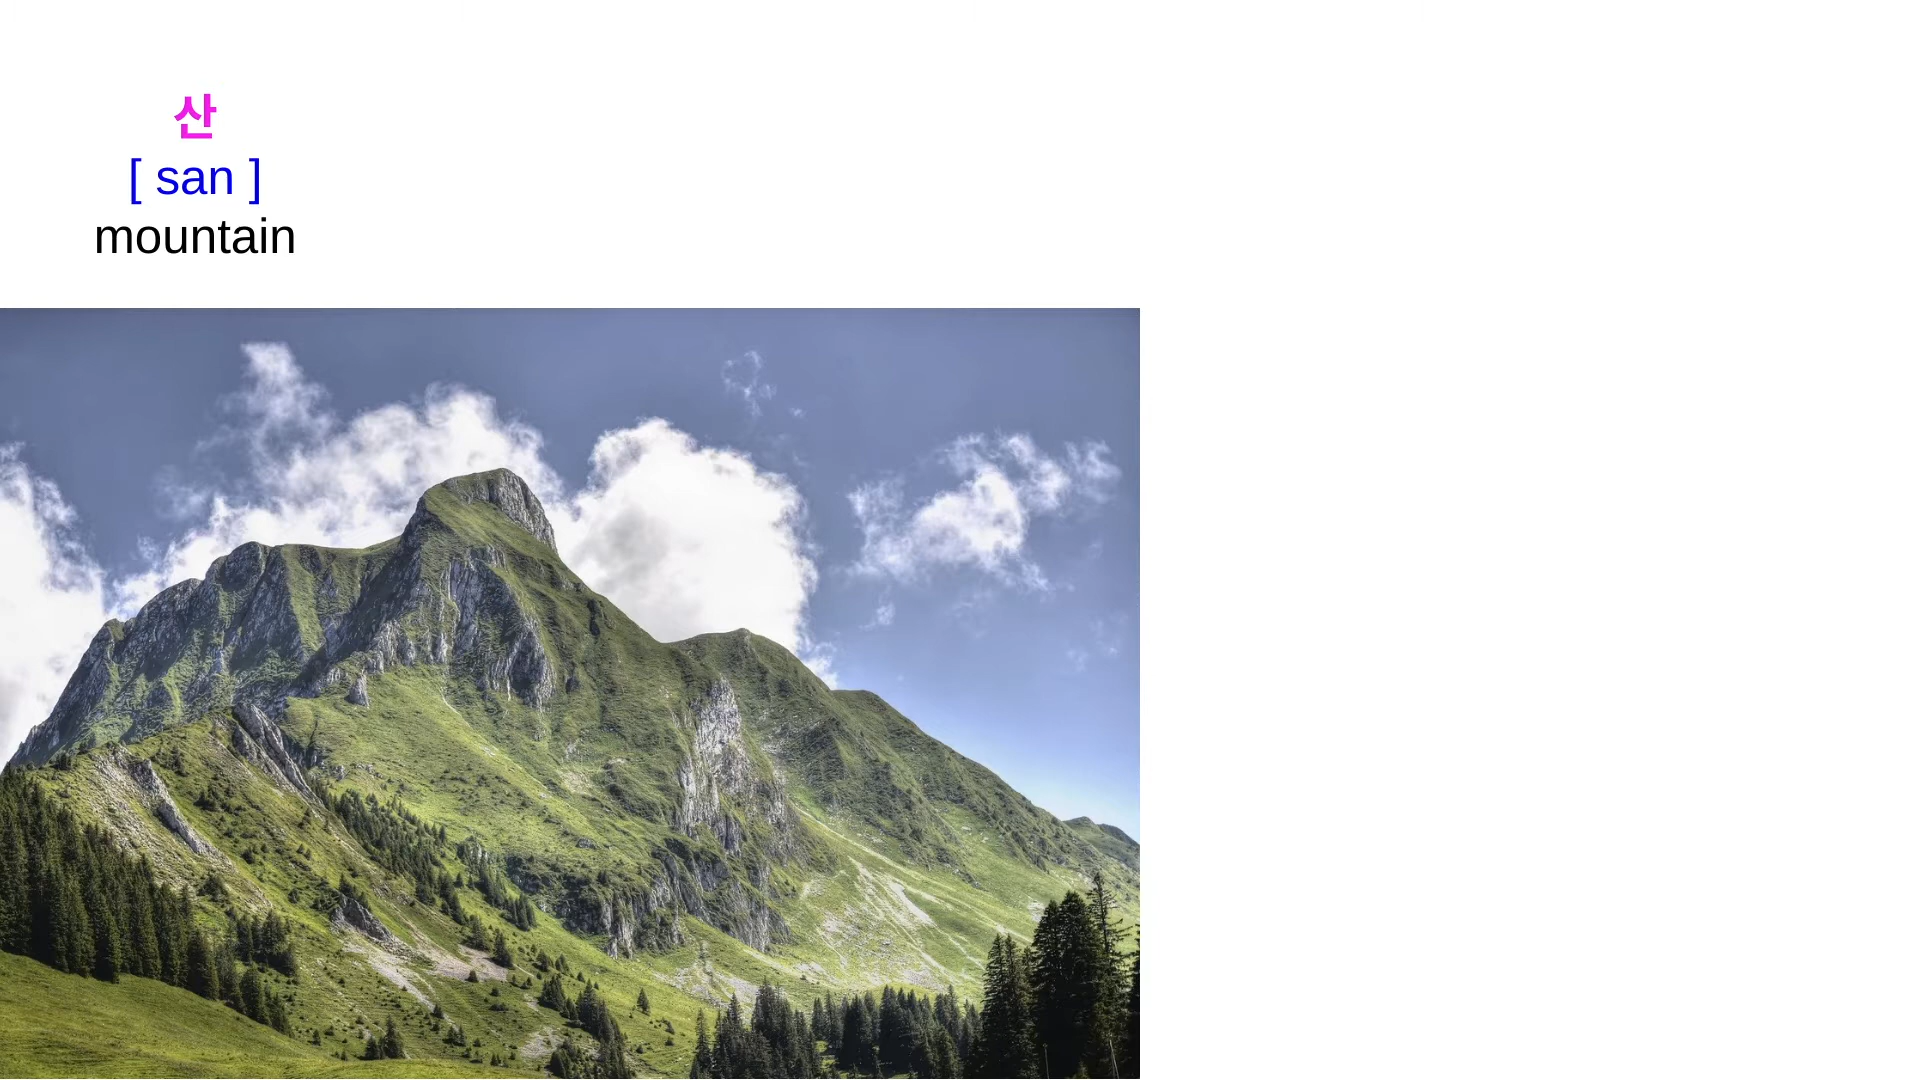 산
[ san ]
mountain